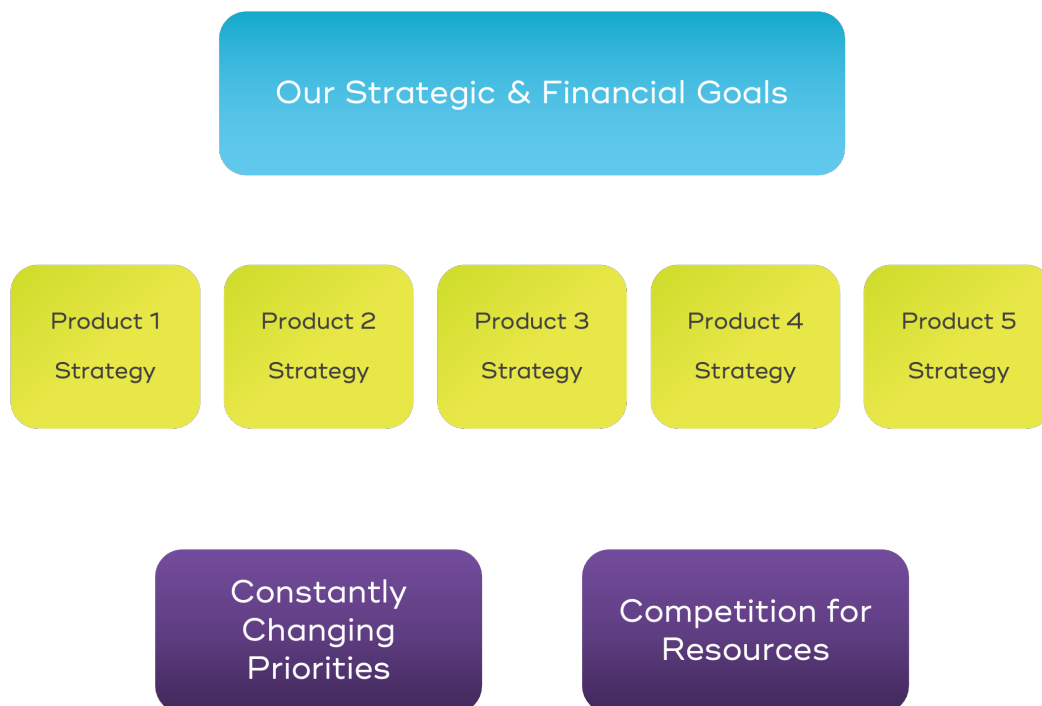 Our Strategic & Financial Goals
Product 1
Strategy
Product 2
Strategy
Product 3
Strategy
Product 4
Strategy
Product 5
Strategy
Constantly
Changing
Priorities
Competition for
Resources